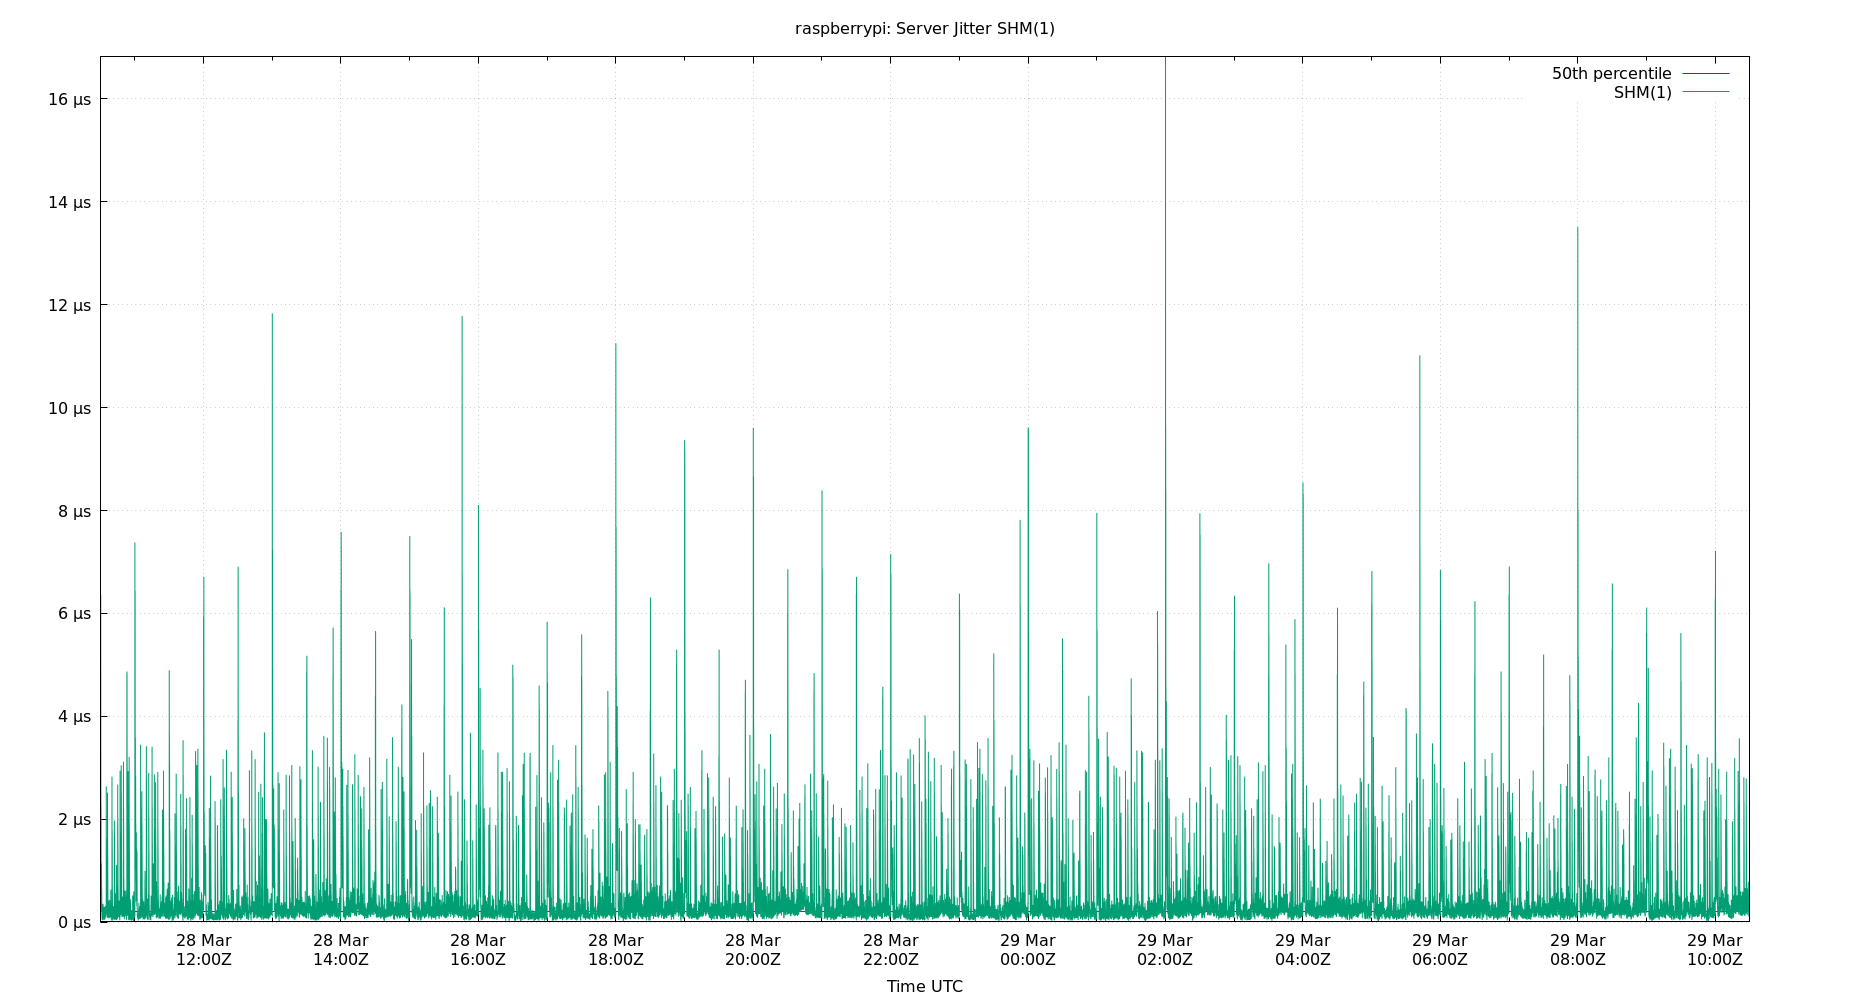 raspberrypi: Server Jitter SHM(1)
50th percentile
SHM(1)
16 µs
14 µs
12 µs
10 µs
8 µs
6 µs
4 µs
2 µs
0 µs
28 Mar 28 Mar 28 Mar 28 Mar 28 Mar 28 Mar 29 Mar 29 Mar 29 Mar 29 Mar 29 Mar 29 Mar
12:00Z 14:00Z 16:00Z 18:00Z 20:00Z 22:00Z 00:00Z 02:00Z 04:00Z 06:00Z 08:00Z 10:00Z
Time UTC